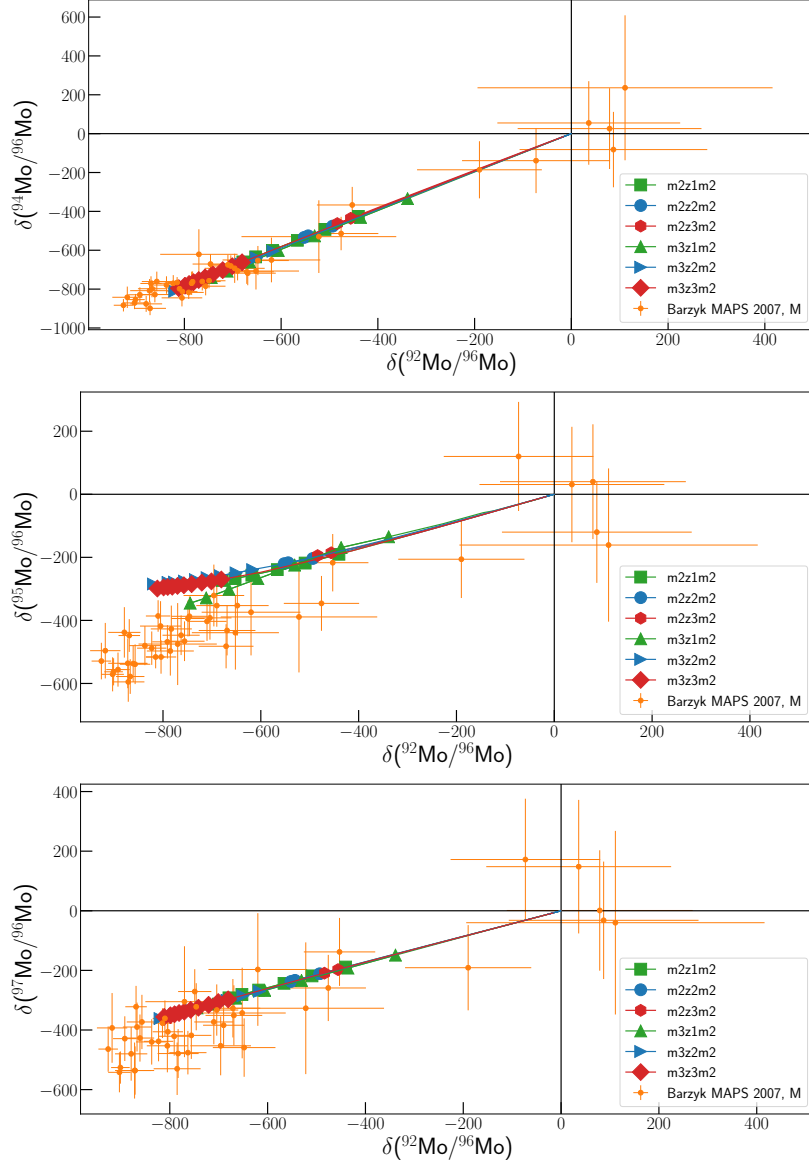 600
400
200
0
−200
−400
−600
−800
−1000
δ(⁹⁴Mo/⁹⁶Mo)
m2z1m2
m2z2m2
m2z3m2
m3z1m2
m3z2m2
m3z3m2
Barzyk MAPS 2007, M
−800 −600 −400 −200 0 200 400
δ(⁹²Mo/⁹⁶Mo)
200
0
−200
−400
−600
δ(⁹⁵Mo/⁹⁶Mo)
m2z1m2
m2z2m2
m2z3m2
m3z1m2
m3z2m2
m3z3m2
Barzyk MAPS 2007, M
−800 −600 −400 −200 0 200 400
δ(⁹²Mo/⁹⁶Mo)
400
200
0
−200
−400
−600
δ(⁹⁷Mo/⁹⁶Mo)
m2z1m2
m2z2m2
m2z3m2
m3z1m2
m3z2m2
m3z3m2
Barzyk MAPS 2007, M
−800 −600 −400 −200 0 200 400
δ(⁹²Mo/⁹⁶Mo)